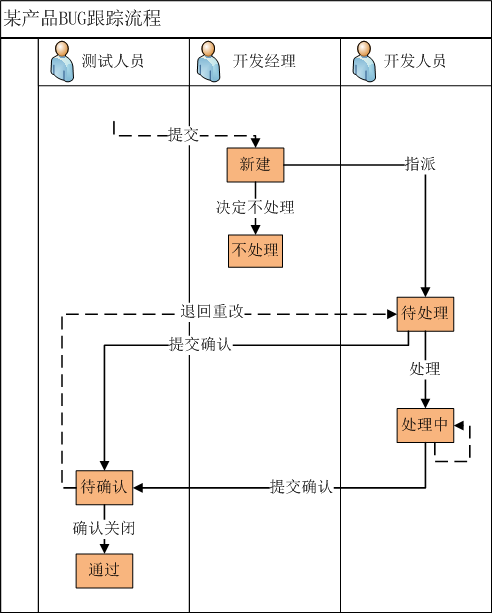 某产品BUG跟踪流程
测试人员
开发经理
开发人员
提交
新建
指派
决定不处理
不处理
退回重改
待处理
提交确认
处理
处理中
待确认
提交确认
确认关闭
通过